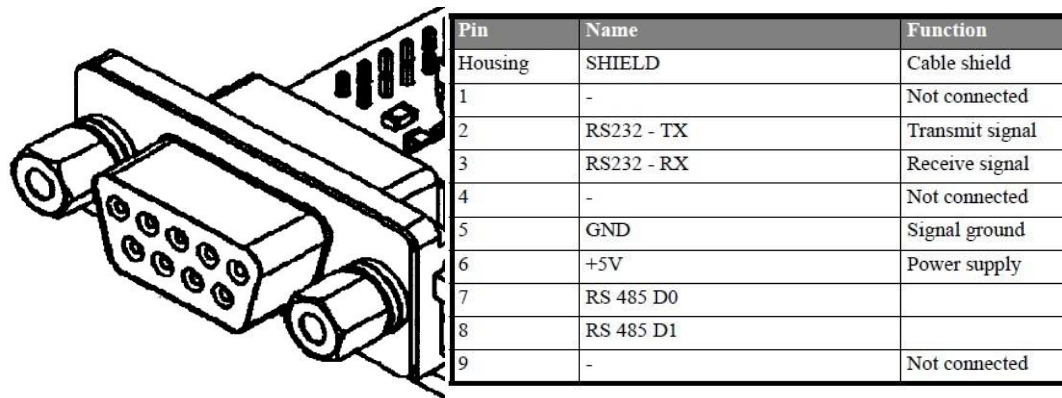 Pin Name Function
Housing SHIELD Cable shield
1 - Not connected
2 RS232 - TX Transmit signal
3 RS232 - RX Receive signal
4 - Not connected
5 GND Signal ground
6 +5V Power supply
7 RS 485 D0
8 RS 485 D1
9 - Not connected